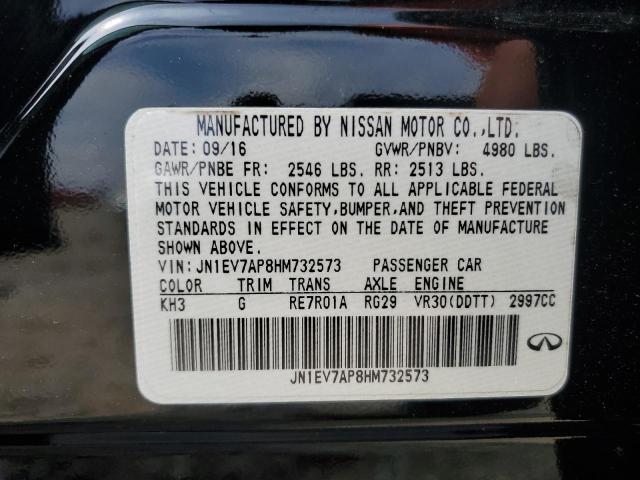 MANUFACTURED BY NISSAN MOTOR CO.,LTD.
DATE: 09/16 GVWR/PNBV: 4980 LBS.
GAWR/PNBE FR: 2546 LBS. RR: 2513 LBS.
THIS VEHICLE CONFORMS TO ALL APPLICABLE FEDERAL
MOTOR VEHICLE SAFETY,BUMPER,AND THEFT PREVENTION
STANDARDS IN EFFECT ON THE DATE OF MANUFACTURE
SHOWN ABOVE.
VIN: JN1EV7AP8HM732573 PASSENGER CAR
COLOR TRIM TRANS AXLE ENGINE
KH3 G RE7R01A RG29 VR30(DDTT) 2997CC
JN1EV7AP8HM732573